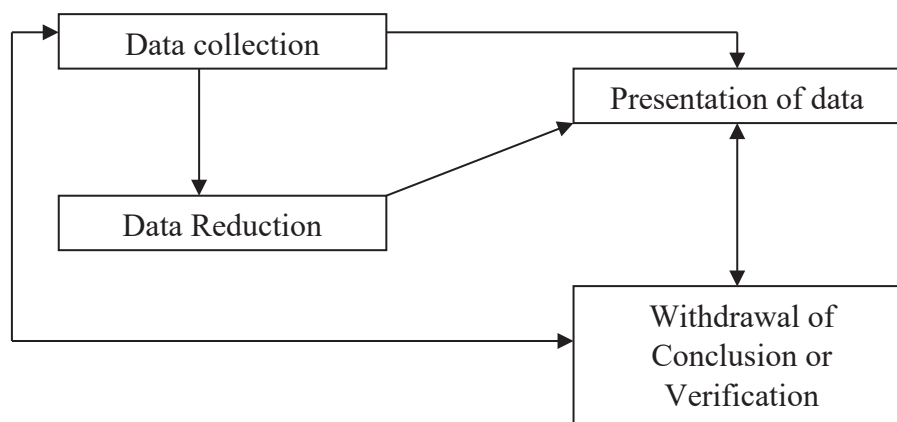 Data collection
Presentation of data
Data Reduction
Withdrawal of
Conclusion or
Verification